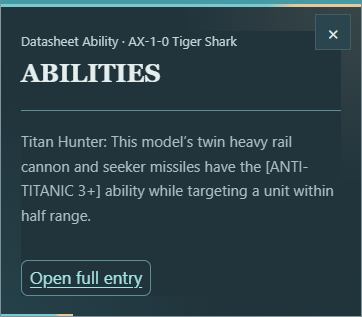 Datasheet Ability · AX-1-0 Tiger Shark
×
ABILITIES
Titan Hunter: This model’s twin heavy rail
cannon and seeker missiles have the [ANTI-
TITANIC 3+] ability while targeting a unit within
half range.
Open full entry